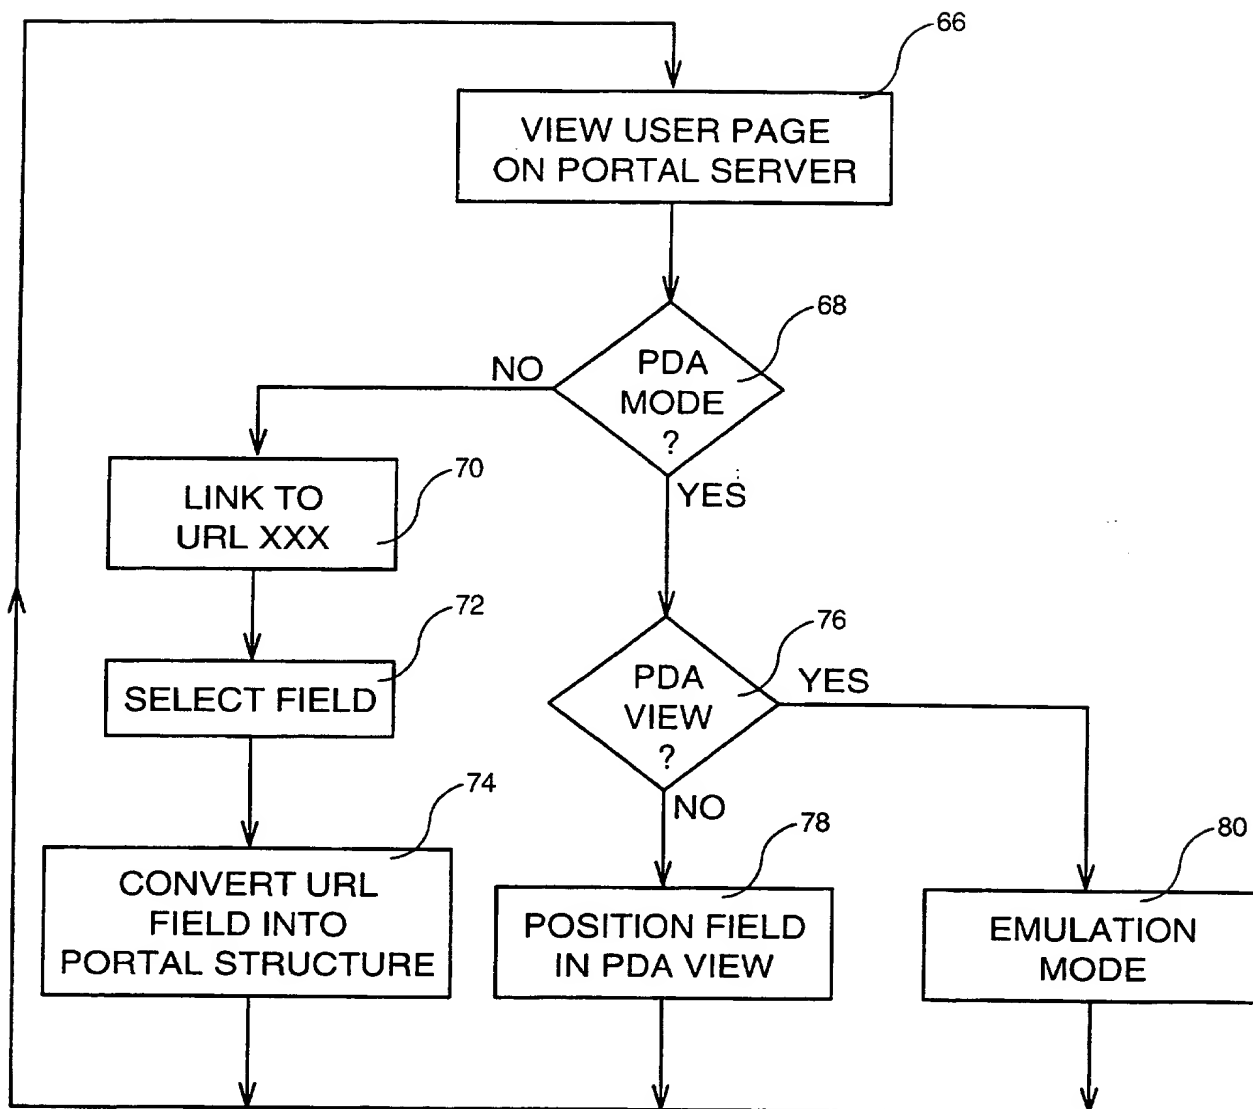 66
VIEW USER PAGE
ON PORTAL SERVER
68
PDA
MODE
?
NO
YES
70
LINK TO
URL XXX
72
SELECT FIELD
76
PDA
VIEW
?
YES
NO
74
CONVERT URL
FIELD INTO
PORTAL STRUCTURE
78
POSITION FIELD
IN PDA VIEW
80
EMULATION
MODE